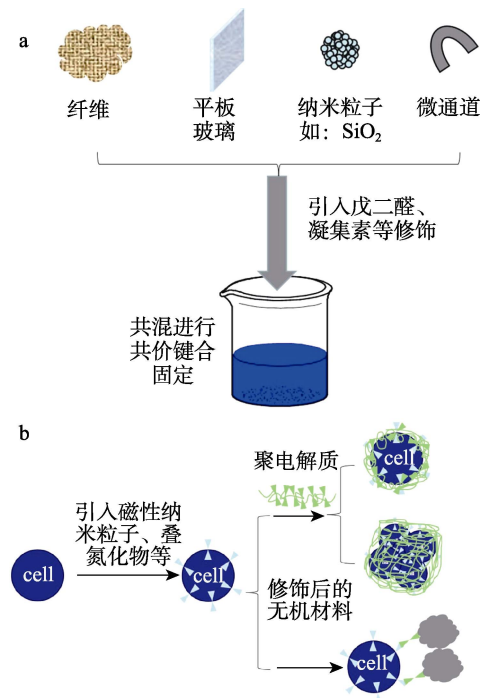 a
纤维
平板
玻璃
纳米粒子
如：SiO₂
微通道
引入戊二醛、
凝集素等修饰
共混进行
共价键合
固定
b
聚电解质
cell
引入磁性纳
米粒子、叠
氮化物等
cell
cell
修饰后的
无机材料
cell